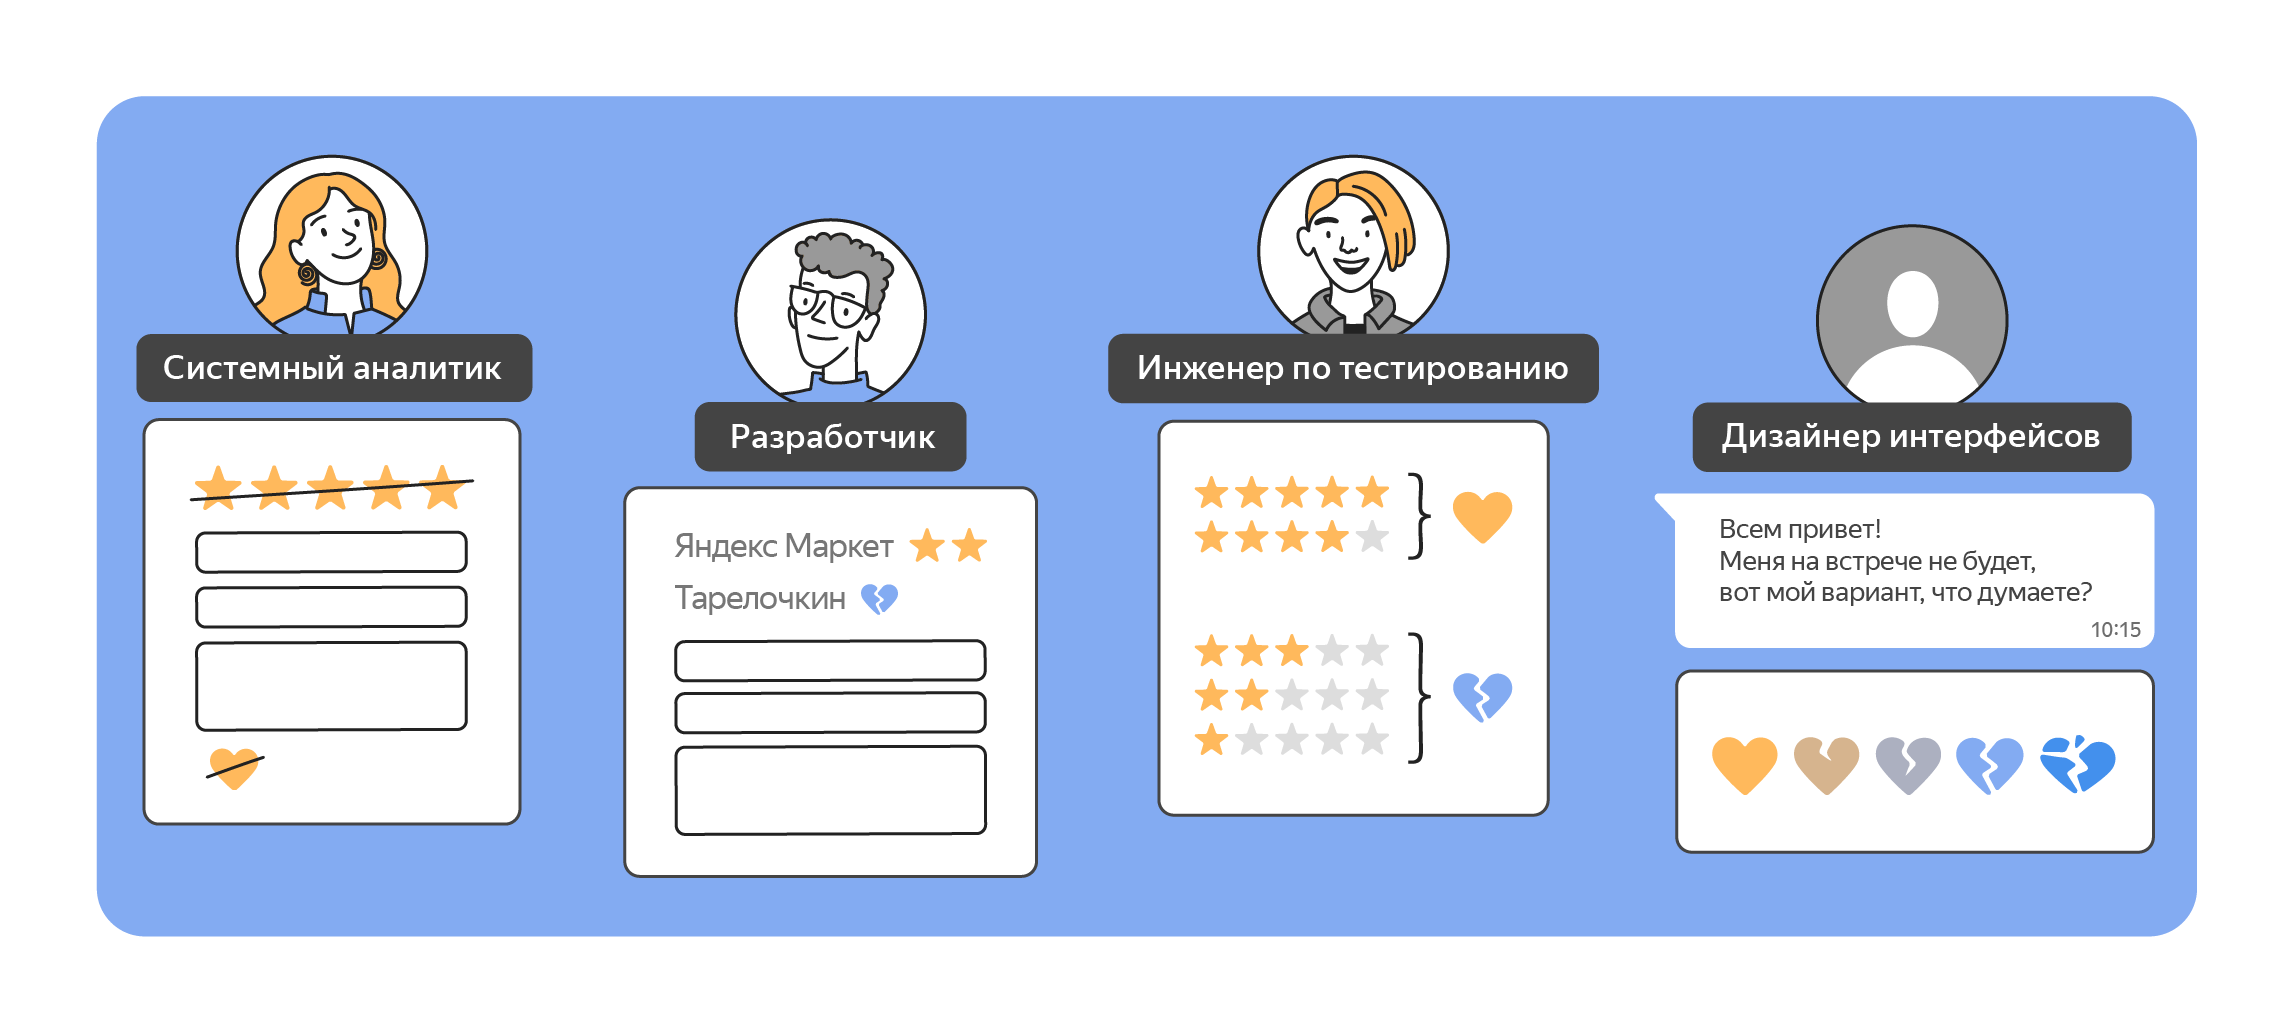 Системный аналитик
Разработчик
Яндекс Маркет
Тарелочкин
Инженер по тестированию
Дизайнер интерфейсов
Всем привет!
Меня на встрече не будет,
вот мой вариант, что думаете?
10:15